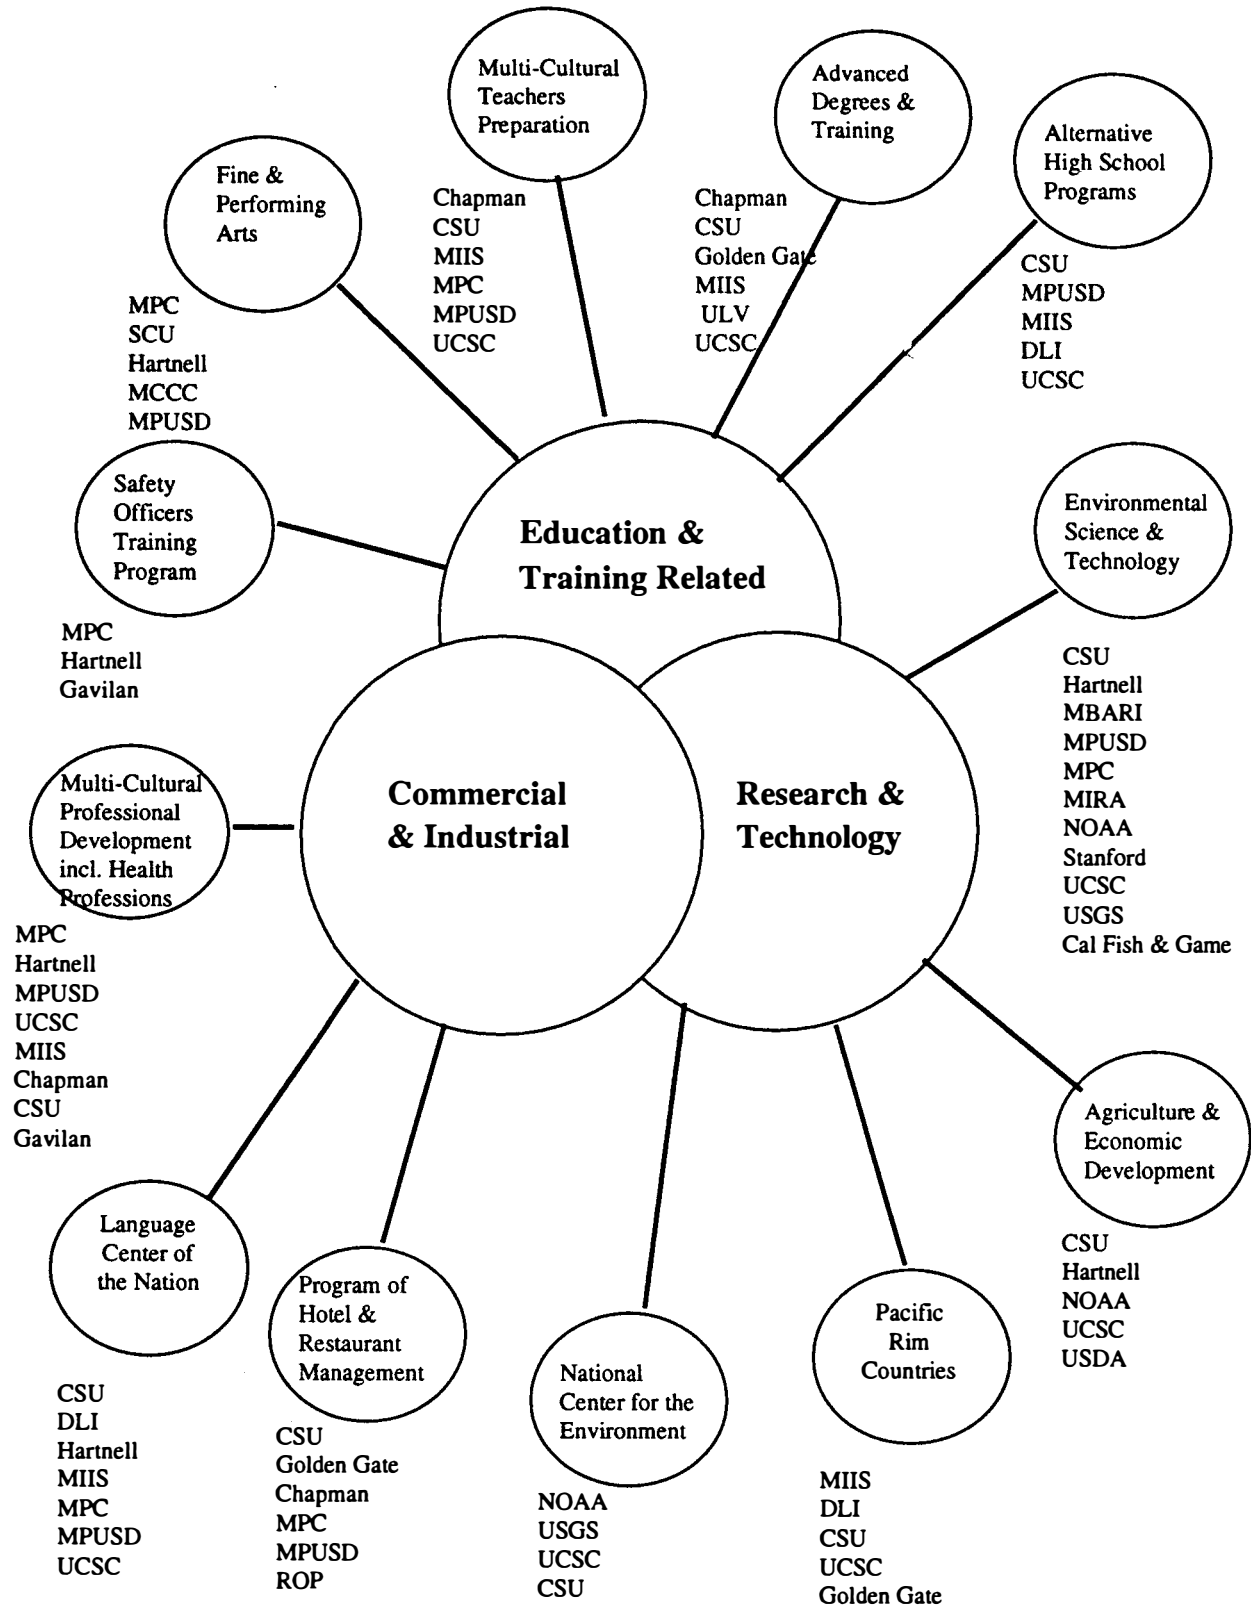 Multi-Cultural
Teachers
Preparation
Chapman
CSU
MIIS
MPC
MPUSD
UCSC
Advanced
Degrees &
Training
Chapman
CSU
Golden Gate
MIIS
ULV
UCSC
Alternative
High School
Programs
CSU
MPUSD
MIIS
DLI
UCSC
Fine &
Performing
Arts
MPC
SCU
Hartnell
MCCC
MPUSD
Safety
Officers
Training
Program
MPC
Hartnell
Gavilan
Education &
Training Related
Environmental
Science &
Technology
CSU
Hartnell
MBARI
MPUSD
MPC
MIRA
NOAA
Stanford
UCSC
USGS
Cal Fish & Game
Commercial
& Industrial
Research &
Technology
Multi-Cultural
Professional
Development
incl. Health
Professions
MPC
Hartnell
MPUSD
UCSC
MIIS
Chapman
CSU
Gavilan
Agriculture &
Economic
Development
CSU
Hartnell
NOAA
UCSC
USDA
Language
Center of
the Nation
CSU
DLI
Hartnell
MIIS
MPC
MPUSD
UCSC
Program of
Hotel &
Restaurant
Management
CSU
Golden Gate
Chapman
MPC
MPUSD
ROP
National
Center for the
Environment
NOAA
USGS
UCSC
CSU
Pacific
Rim
Countries
MIIS
DLI
CSU
UCSC
Golden Gate